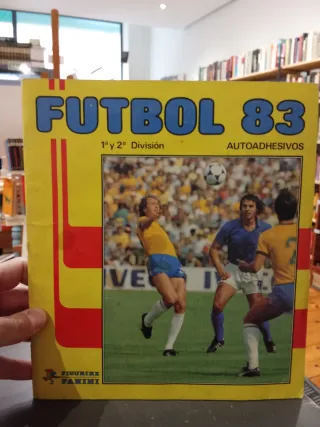 FUTBOL 83
1ª y 2ª División
AUTOADHESIVOS
FIGURINE
PANINI